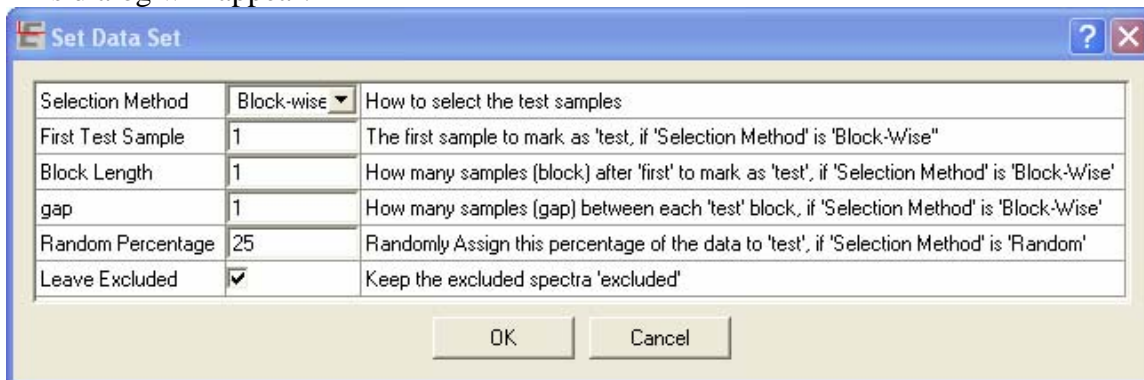 Set Data Set
Selection Method Block-wise How to select the test samples
First Test Sample 1 The first sample to mark as 'test, if 'Selection Method' is 'Block-Wise"
Block Length 1 How many samples (block) after 'first' to mark as 'test', if 'Selection Method' is 'Block-Wise'
gap 1 How many samples (gap) between each 'test' block, if 'Selection Method' is 'Block-Wise'
Random Percentage 25 Randomly Assign this percentage of the data to 'test', if 'Selection Method' is 'Random'
Leave Excluded Keep the excluded spectra 'excluded'
OK Cancel